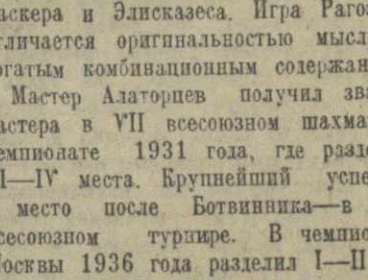 аскера и Элисказеса. Игра Рагоз
тличается оригинальностью мысл
огатым комбинационным содержан
Мастер Алаторцев получил зва
астера в VII всесоюзном шахма
емпионате 1931 года, где разде
I—IV места. Крупнейший успе
место после Ботвинника—в
сесоюзном турнире. В чемпио
осквы 1936 года разделил I—II